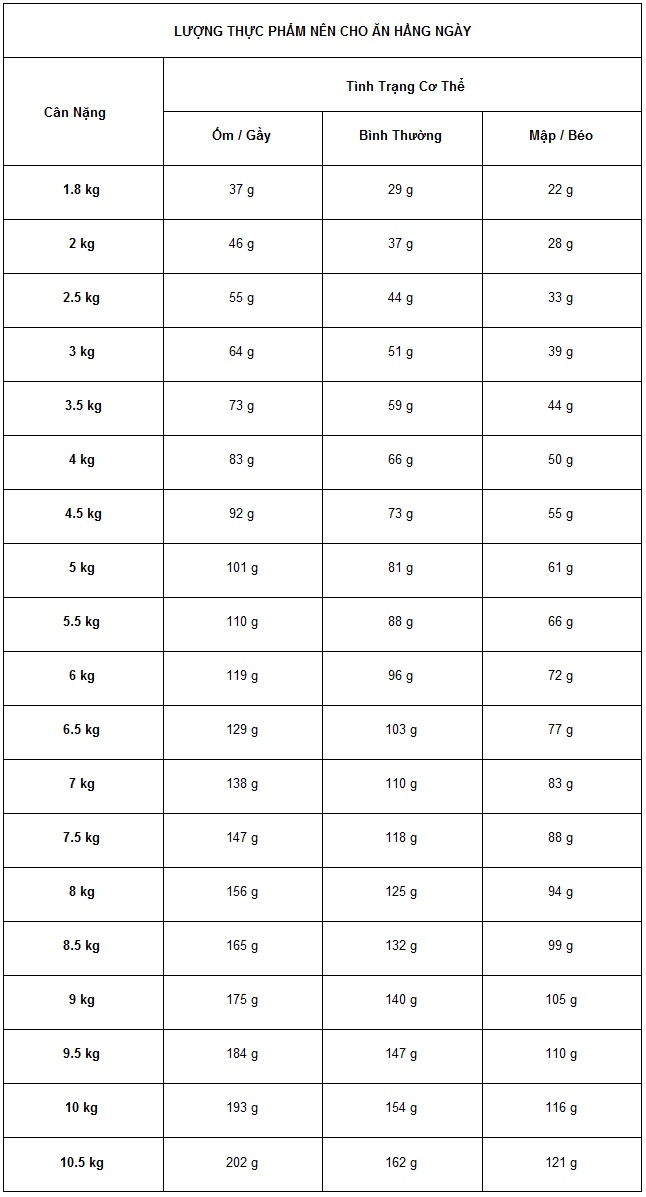 LƯỢNG THỰC PHẨM NÊN CHO ĂN HẰNG NGÀY
Tình Trạng Cơ Thể
Cân Nặng
Ốm / Gầy Bình Thường Mập / Béo
1.8 kg 37 g 29 g 22 g
2 kg 46 g 37 g 28 g
2.5 kg 55 g 44 g 33 g
3 kg 64 g 51 g 39 g
3.5 kg 73 g 59 g 44 g
4 kg 83 g 66 g 50 g
4.5 kg 92 g 73 g 55 g
5 kg 101 g 81 g 61 g
5.5 kg 110 g 88 g 66 g
6 kg 119 g 96 g 72 g
6.5 kg 129 g 103 g 77 g
7 kg 138 g 110 g 83 g
7.5 kg 147 g 118 g 88 g
8 kg 156 g 125 g 94 g
8.5 kg 165 g 132 g 99 g
9 kg 175 g 140 g 105 g
9.5 kg 184 g 147 g 110 g
10 kg 193 g 154 g 116 g
10.5 kg 202 g 162 g 121 g